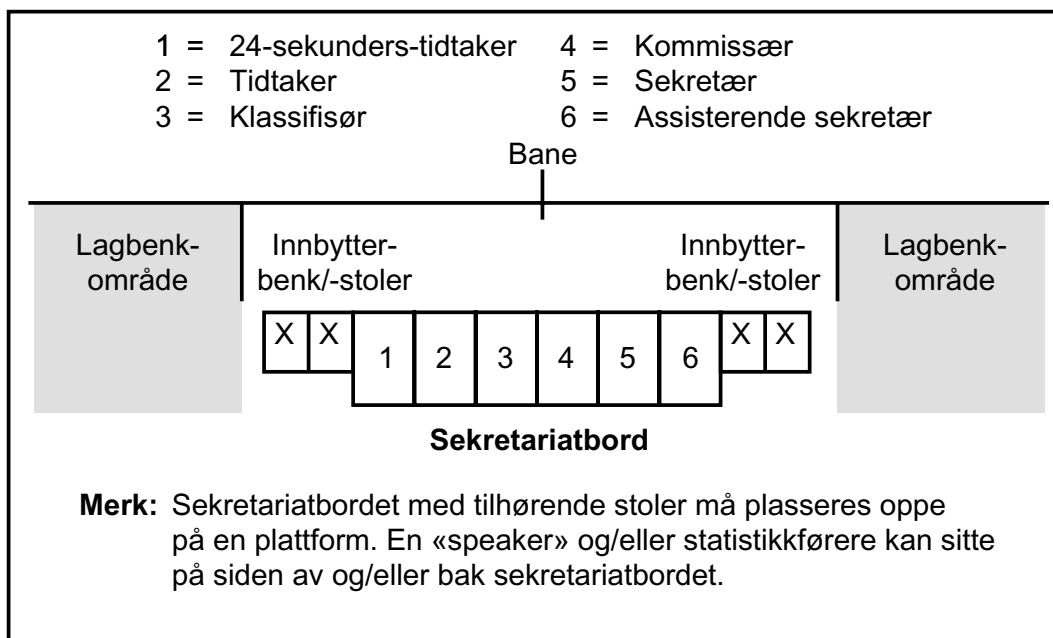 1 = 24-sekunders-tidtaker 4 = Kommissær
2 = Tidtaker 5 = Sekretær
3 = Klassifisør 6 = Assisterende sekretær
Bane
Lagbenk- Innbytter- Innbytter- Lagbenk-
område benk/-stoler benk/-stoler område
X X 1 2 3 4 5 6 X X
Sekretariatbord
Merk: Sekretariatbordet med tilhørende stoler må plasseres oppe
på en plattform. En «speaker» og/eller statistikkførere kan sitte
på siden av og/eller bak sekretariatbordet.